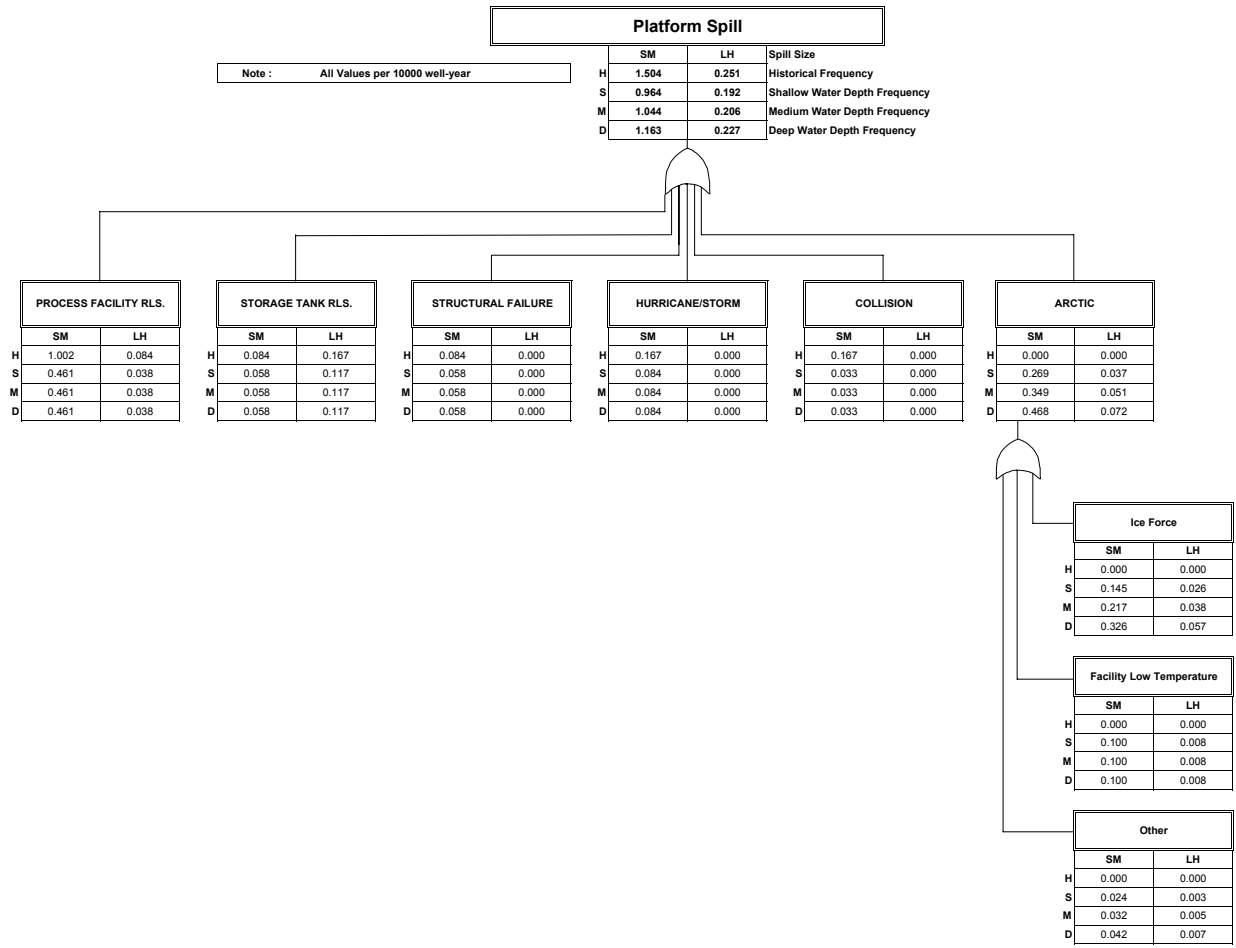 Platform Spill
SM LH Spill Size
Note : All Values per 10000 well-year
H 1.504 0.251 Historical Frequency
S 0.964 0.192 Shallow Water Depth Frequency
M 1.044 0.206 Medium Water Depth Frequency
D 1.163 0.227 Deep Water Depth Frequency
PROCESS FACILITY RLS.
SM LH
H 1.002 0.084
S 0.461 0.038
M 0.461 0.038
D 0.461 0.038
STORAGE TANK RLS.
SM LH
H 0.084 0.167
S 0.058 0.117
M 0.058 0.117
D 0.058 0.117
STRUCTURAL FAILURE
SM LH
H 0.084 0.000
S 0.058 0.000
M 0.058 0.000
D 0.058 0.000
HURRICANE/STORM
SM LH
H 0.167 0.000
S 0.084 0.000
M 0.084 0.000
D 0.084 0.000
COLLISION
SM LH
H 0.167 0.000
S 0.033 0.000
M 0.033 0.000
D 0.033 0.000
ARCTIC
SM LH
H 0.000 0.000
S 0.269 0.037
M 0.349 0.051
D 0.468 0.072
Ice Force
SM LH
H 0.000 0.000
S 0.145 0.026
M 0.217 0.038
D 0.326 0.057
Facility Low Temperature
SM LH
H 0.000 0.000
S 0.100 0.008
M 0.100 0.008
D 0.100 0.008
Other
SM LH
H 0.000 0.000
S 0.024 0.003
M 0.032 0.005
D 0.042 0.007